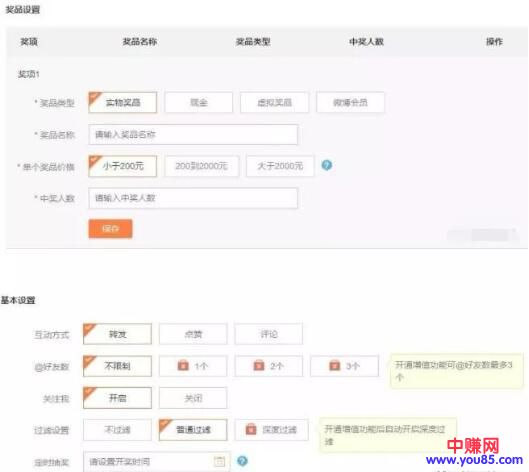 奖品设置
奖项 奖品名称 奖品类型 中奖人数 操作
奖项1
* 奖品类型 实物奖品 现金 虚拟奖品 微博会员
* 奖品名称 请输入奖品名称
* 单个奖品价格 小于200元 200到2000元 大于2000元 ?
* 中奖人数 请输入中奖人数
保存
基本设置
互动方式 转发 点赞 评论
@好友数 不限制 1个 2个 3个 开通增值功能可@好友数最多3
个
关注我 开启 关闭
过滤设置 不过滤 普通过滤 深度过滤 开通增值功能后自动开启深度过
滤
定时抽奖 请设置开奖时间 ?
中赚网
www.you85.com